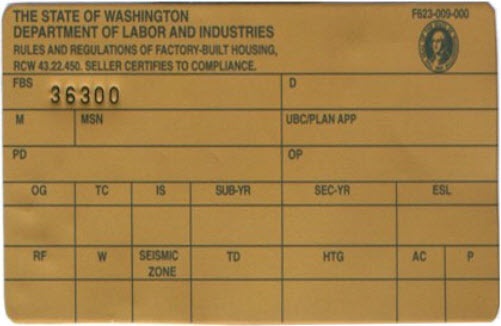 THE STATE OF WASHINGTON
F623-009-000
DEPARTMENT OF LABOR AND INDUSTRIES
RULES AND REGULATIONS OF FACTORY-BUILT HOUSING,
RCW 43.22.450. SELLER CERTIFIES TO COMPLIANCE.
FBS 36300 D
M MSN UBC/PLAN APP
PD OP
OG TC IS SUB-YR SEC-YR ESL
RF W SEISMIC ZONE TD HTG AC P